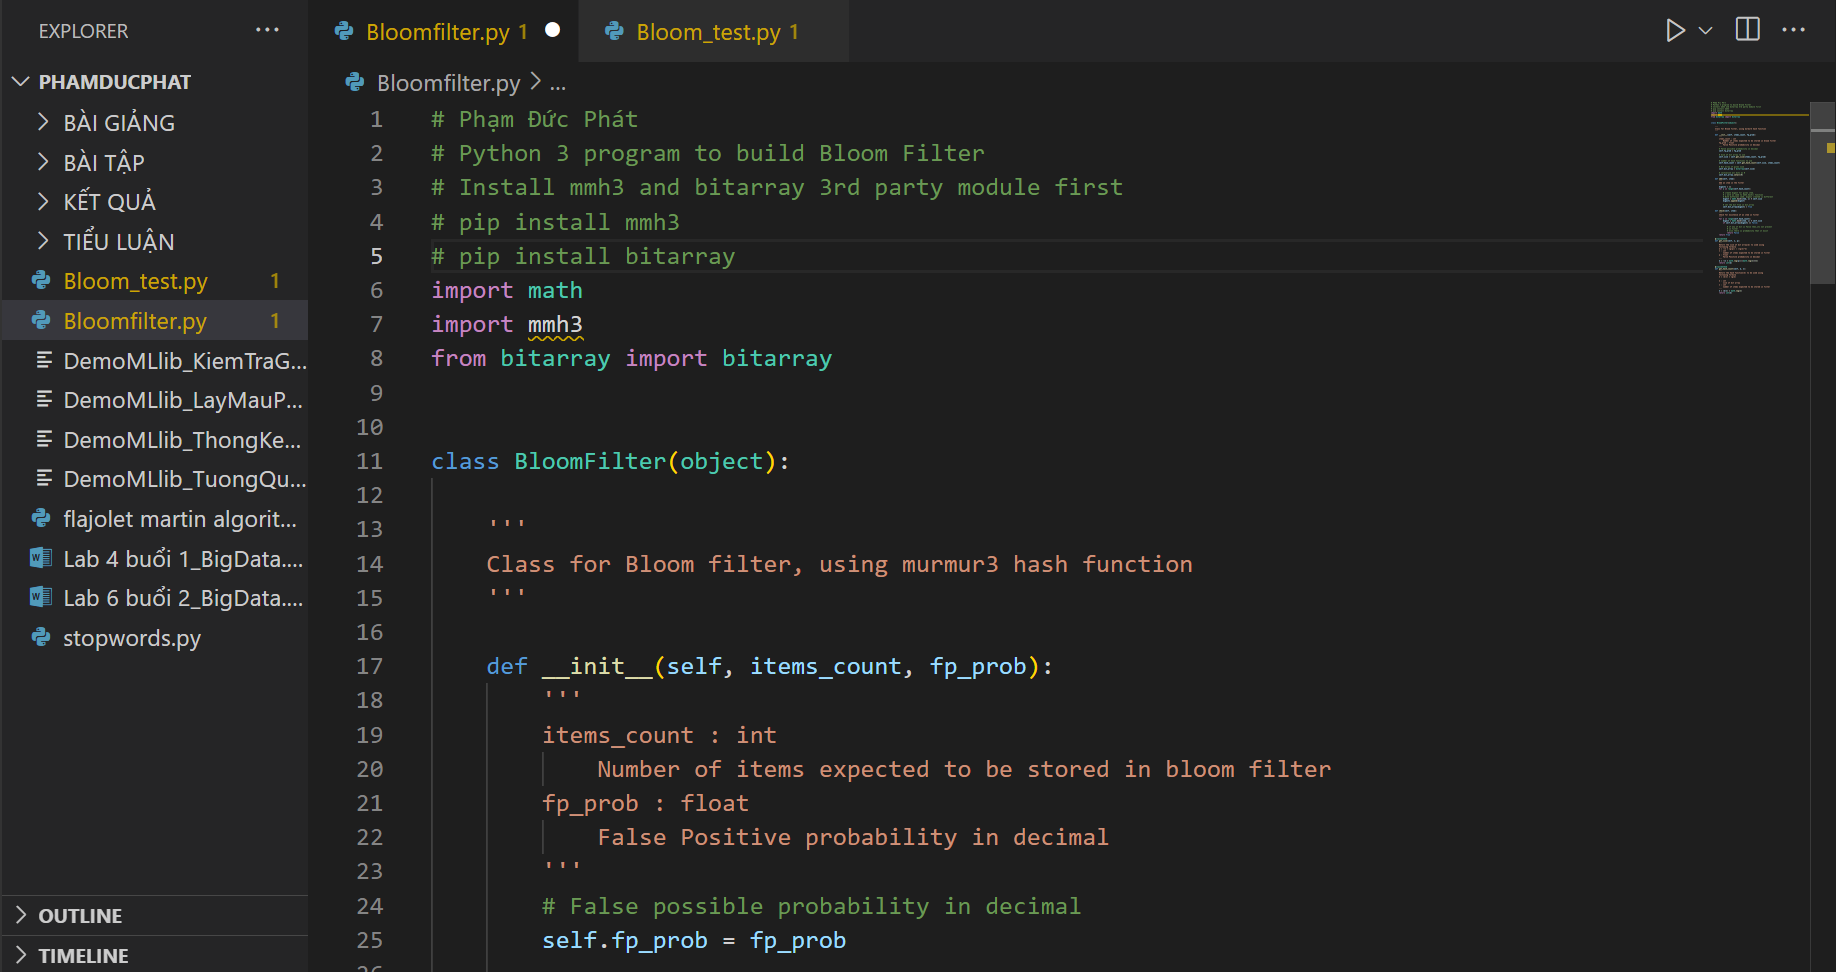 EXPLORER
PHAMDUCPHAT
BÀI GIẢNG
BÀI TẬP
KẾT QUẢ
TIỂU LUẬN
Bloom_test.py 1
Bloomfilter.py 1
DemoMLlib_KiemTraG...
DemoMLlib_LayMauP...
DemoMLlib_ThongKe...
DemoMLlib_TuongQu...
flajolet martin algorit...
Lab 4 buổi 1_BigData....
Lab 6 buổi 2_BigData....
stopwords.py
OUTLINE
TIMELINE
Bloomfilter.py 1
Bloom_test.py 1
Bloomfilter.py > ...
1 # Phạm Đức Phát
2 # Python 3 program to build Bloom Filter
3 # Install mmh3 and bitarray 3rd party module first
4 # pip install mmh3
5 # pip install bitarray
6 import math
7 import mmh3
8 from bitarray import bitarray
9
10
11 class BloomFilter(object):
12
13     '''
14     Class for Bloom filter, using murmur3 hash function
15     '''
16
17     def __init__(self, items_count, fp_prob):
18         '''
19         items_count : int
20             Number of items expected to be stored in bloom filter
21         fp_prob : float
22             False Positive probability in decimal
23         '''
24         # False possible probability in decimal
25         self.fp_prob = fp_prob